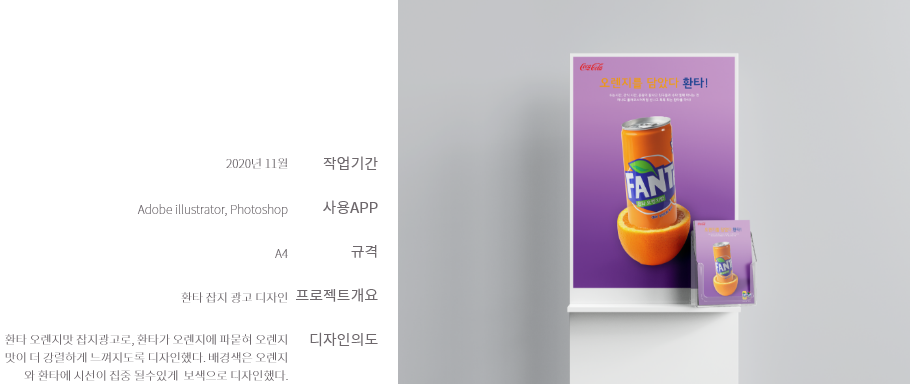 2020년 11월 작업기간
Adobe illustrator, Photoshop 사용APP
A4 규격
환타 잡지 광고 디자인 프로젝트개요
환타 오렌지맛 잡지광고로, 환타가 오렌지에 파묻혀 오렌지 디자인의도
맛이 더 강렬하게 느껴지도록 디자인했다. 배경색은 오렌지
와 환타에 시선이 집중 될수있게 보색으로 디자인했다.
Coca-Cola
환타!
FANT
FANT